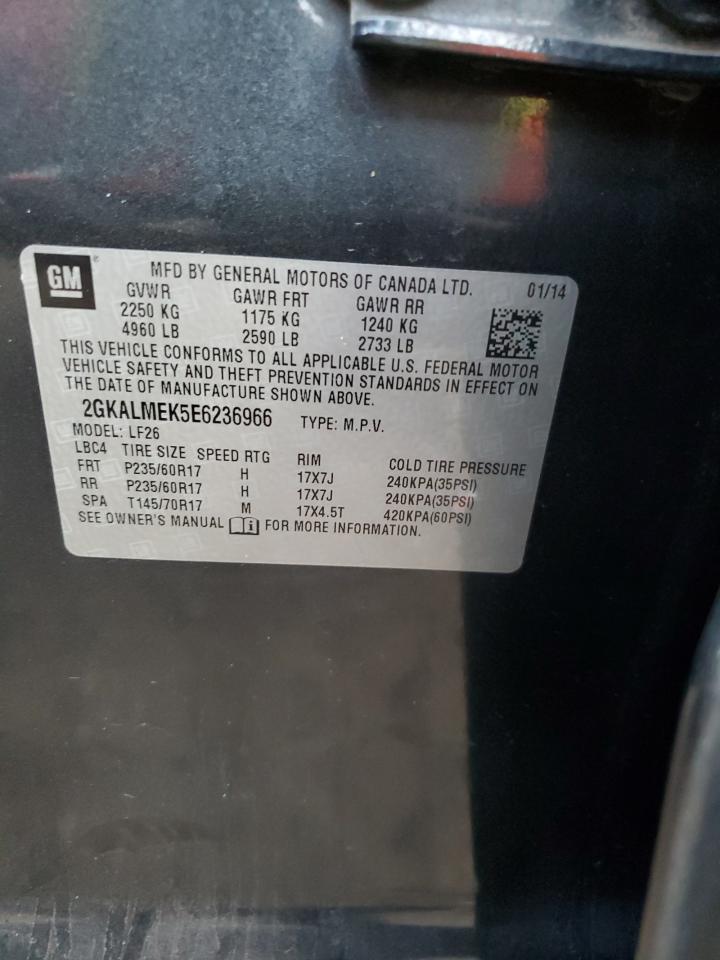 GM® MFD BY GENERAL MOTORS OF CANADA LTD. 01/14
GVWR GAWR FRT GAWR RR
2250 KG 1175 KG 1240 KG
4960 LB 2590 LB 2733 LB
THIS VEHICLE CONFORMS TO ALL APPLICABLE U.S. FEDERAL MOTOR
VEHICLE SAFETY AND THEFT PREVENTION STANDARDS IN EFFECT ON
THE DATE OF MANUFACTURE SHOWN ABOVE.
2GKALMEK5E6236966 TYPE: M.P.V.
MODEL: LF26
LBC4 TIRE SIZE SPEED RTG RIM COLD TIRE PRESSURE
FRT P235/60R17 H 17X7J 240KPA(35PSI)
RR P235/60R17 H 17X7J 240KPA(35PSI)
SPA T145/70R17 M 17X4.5T 420KPA(60PSI)
SEE OWNER'S MANUAL i FOR MORE INFORMATION.